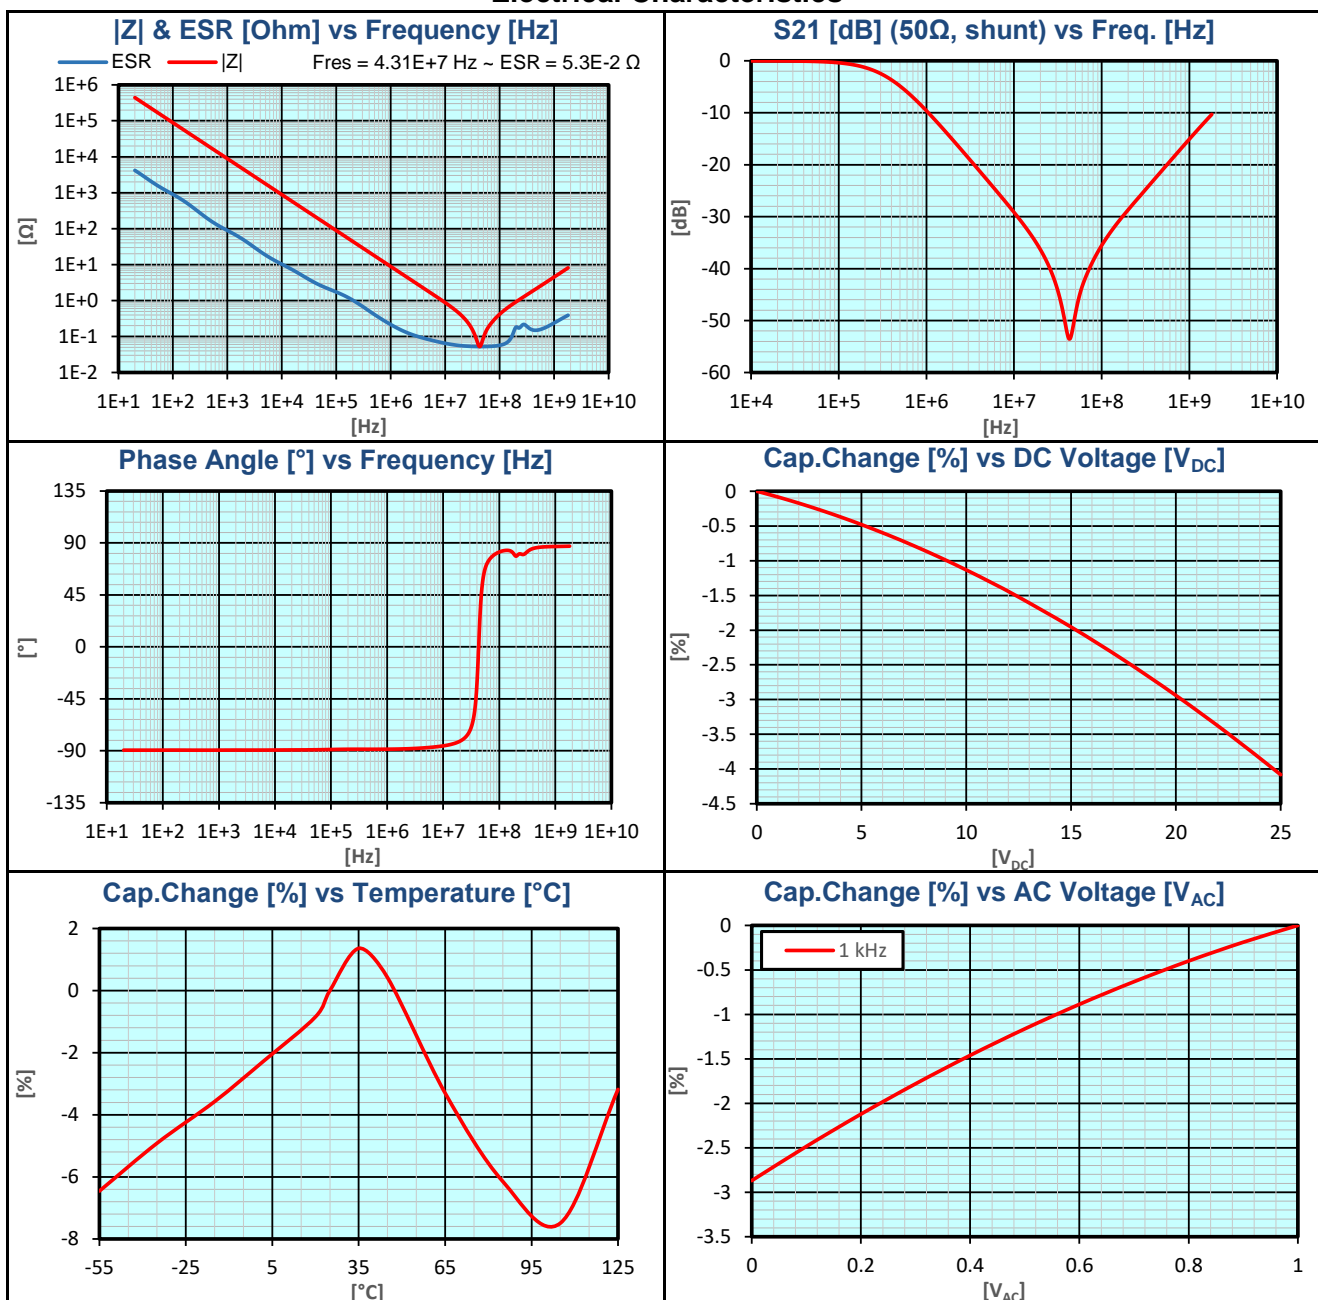 Electrical Characteristics
|Z| & ESR [Ohm] vs Frequency [Hz]
ESR |Z| Fres = 4.31E+7 Hz ~ ESR = 5.3E-2 Ω
1E+6
1E+5
1E+4
1E+3
1E+2
1E+1
1E+0
1E-1
1E-2
[Ω]
1E+1 1E+2 1E+3 1E+4 1E+5 1E+6 1E+7 1E+8 1E+9 1E+10
[Hz]
S21 [dB] (50Ω, shunt) vs Freq. [Hz]
0
-10
-20
-30
-40
-50
-60
[dB]
1E+4 1E+5 1E+6 1E+7 1E+8 1E+9 1E+10
[Hz]
Phase Angle [°] vs Frequency [Hz]
135
90
45
0
-45
-90
-135
[°]
1E+1 1E+2 1E+3 1E+4 1E+5 1E+6 1E+7 1E+8 1E+9 1E+10
[Hz]
Cap.Change [%] vs DC Voltage [VDC]
0
-0.5
-1
-1.5
-2
-2.5
-3
-3.5
-4
-4.5
[%]
0 5 10 15 20 25
[VDC]
Cap.Change [%] vs Temperature [°C]
2
0
-2
-4
-6
-8
[%]
-55 -25 5 35 65 95 125
[°C]
Cap.Change [%] vs AC Voltage [VAC]
1 kHz
0
-0.5
-1
-1.5
-2
-2.5
-3
-3.5
[%]
0 0.2 0.4 0.6 0.8 1
[VAC]